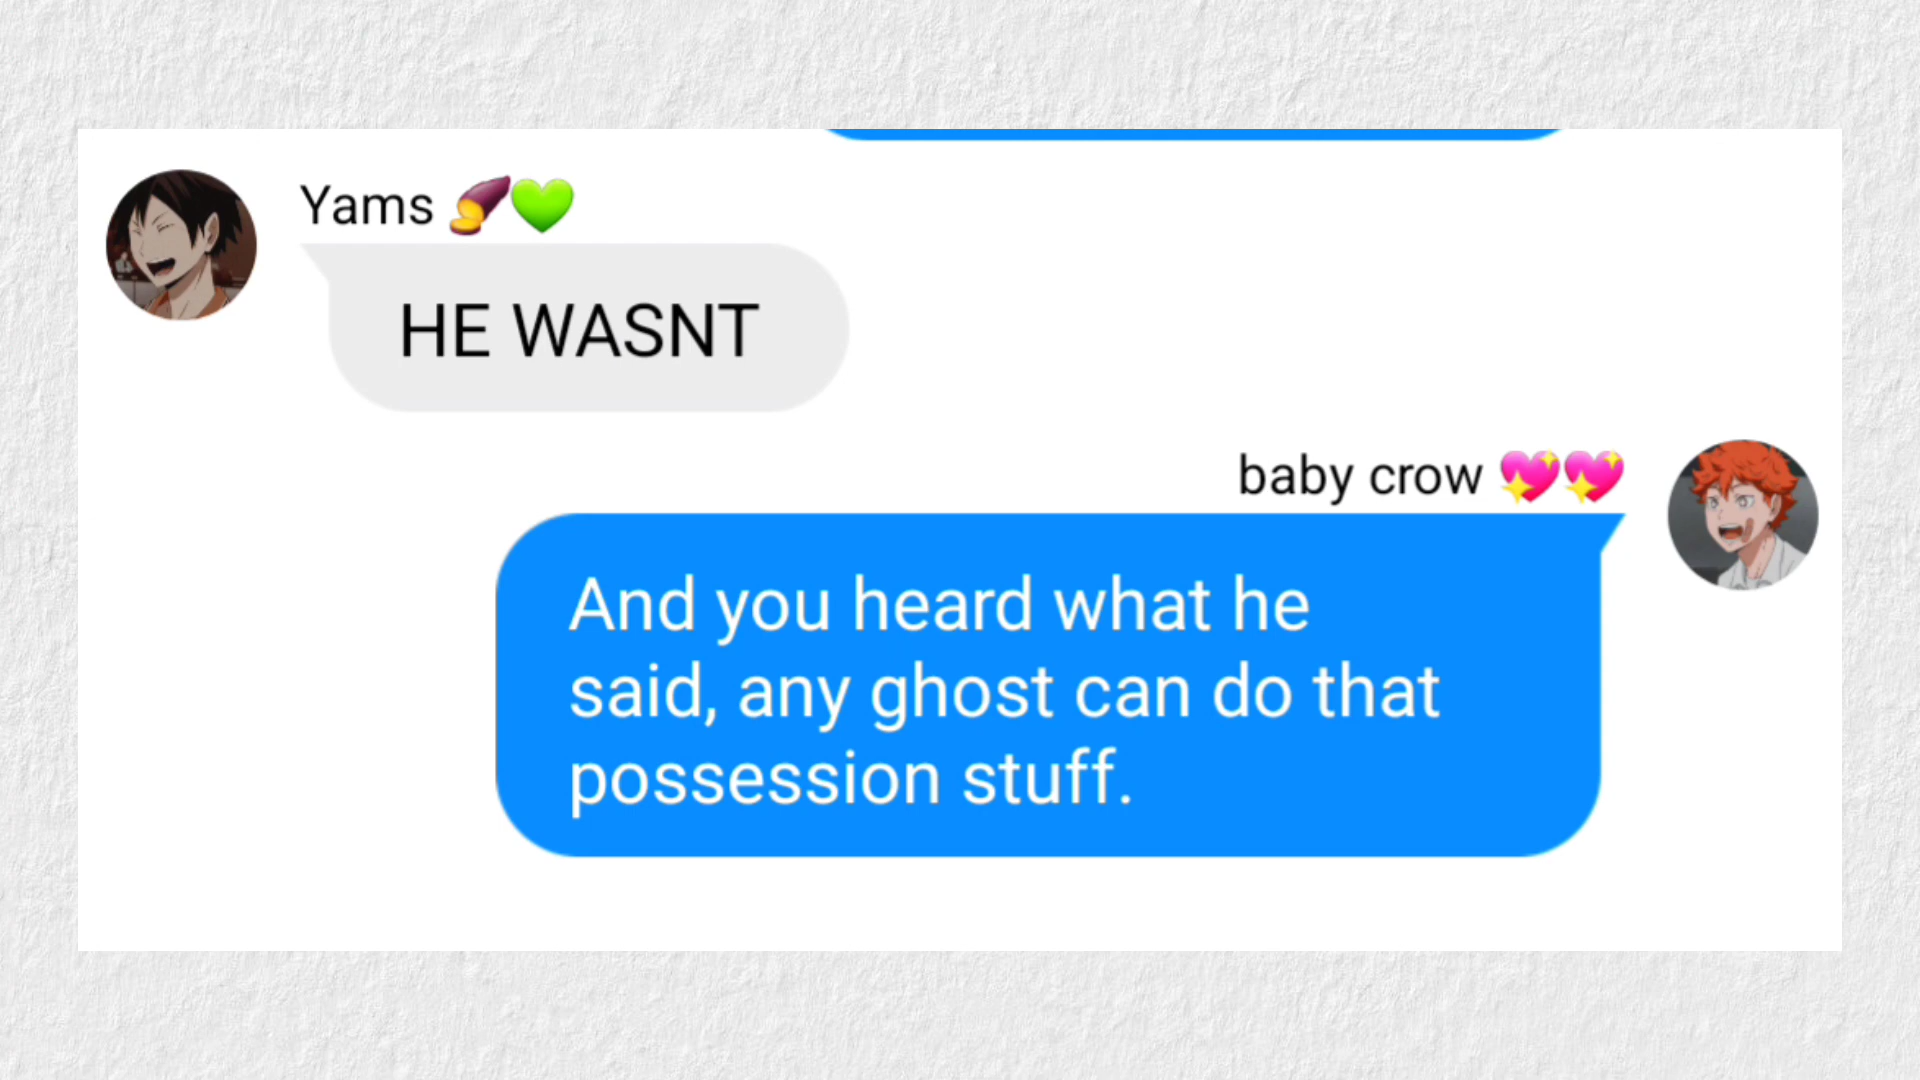 Yams 🍠💚
HE WASNT
baby crow 💖💖
And you heard what he
said, any ghost can do that
possession stuff.